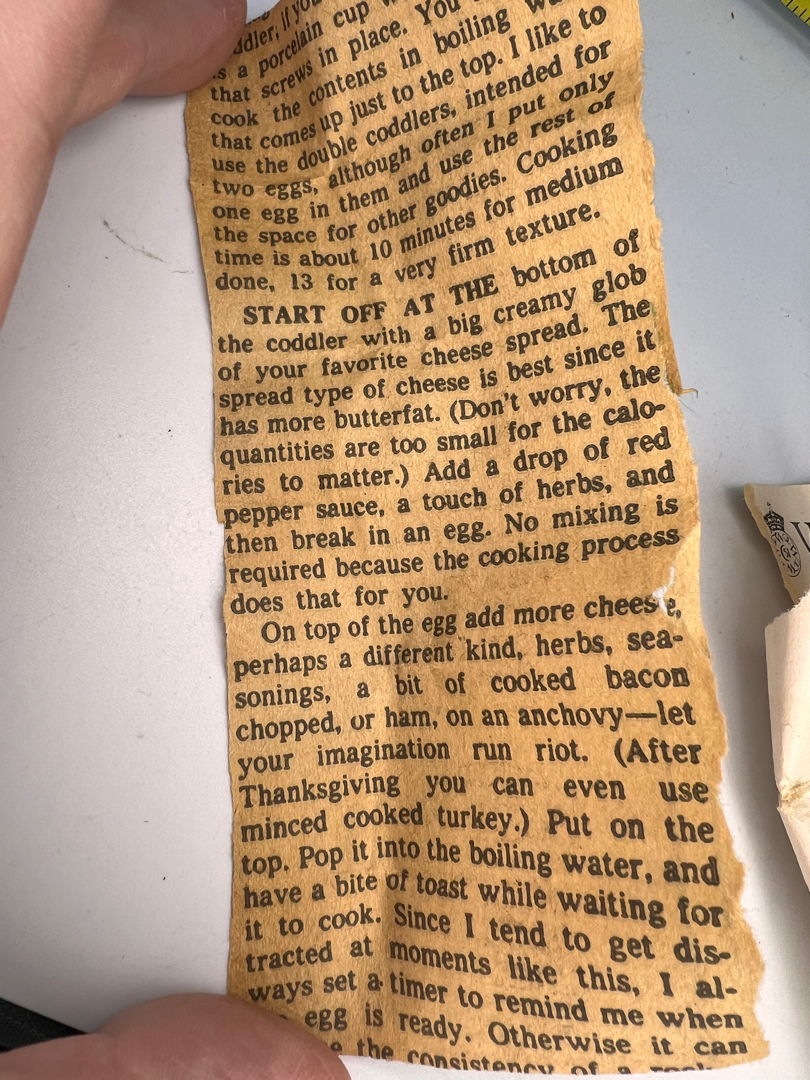 if you
is a porcelain cup
that screws in place. You
cook the contents in boiling
that comes up just to the top. I like to
use the double coddlers, intended for
two eggs, although often I put only
one egg in them and use the rest of
the space for other goodies. Cooking
time is about 10 minutes for medium
done, 13 for a very firm texture.
START OFF AT THE bottom of
the coddler with a big creamy glob
of your favorite cheese spread. The
spread type of cheese is best since it
has more butterfat. (Don't worry, the
quantities are too small for the calo-
ries to matter.) Add a drop of red
pepper sauce, a touch of herbs, and
then break in an egg. No mixing is
required because the cooking process
does that for you.
On top of the egg add more cheese,
perhaps a different kind, herbs, sea-
sonings, a bit of cooked bacon
chopped, or ham, on an anchovy—let
your imagination run riot. (After
Thanksgiving you can even use
minced cooked turkey.) Put on the
top. Pop it into the boiling water, and
have a bite of toast while waiting for
it to cook. Since I tend to get dis-
tracted at moments like this, I al-
ways set a timer to remind me when
egg is ready. Otherwise it can
the consistency of a